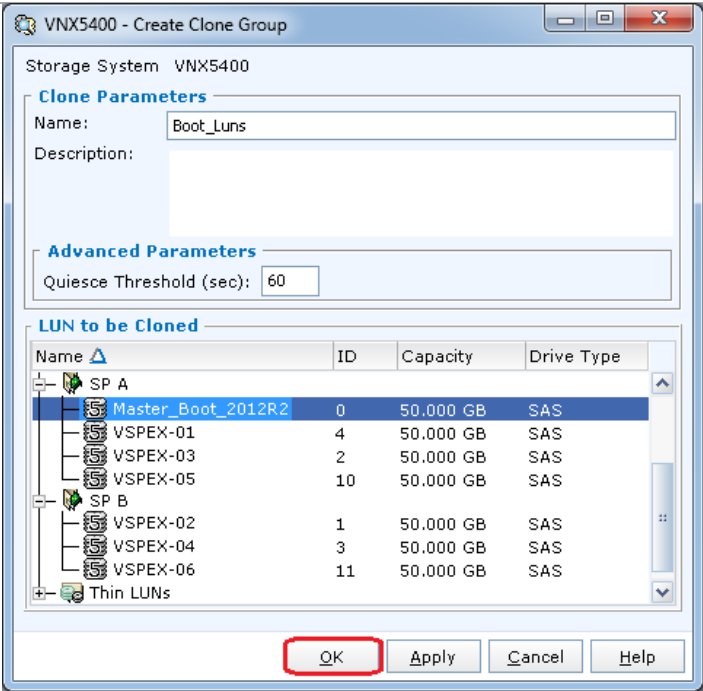 VNX5400 - Create Clone Group
Storage System VNX5400
Clone Parameters
Name: Boot_Luns
Description:
Advanced Parameters
Quiesce Threshold (sec): 60
LUN to be Cloned
Name ID Capacity Drive Type
SP A
Master_Boot_2012R2 0 50.000 GB SAS
VSPEX-01 4 50.000 GB SAS
VSPEX-03 2 50.000 GB SAS
VSPEX-05 10 50.000 GB SAS
SP B
VSPEX-02 1 50.000 GB SAS
VSPEX-04 3 50.000 GB SAS
VSPEX-06 11 50.000 GB SAS
Thin LUNs
OK Apply Cancel Help